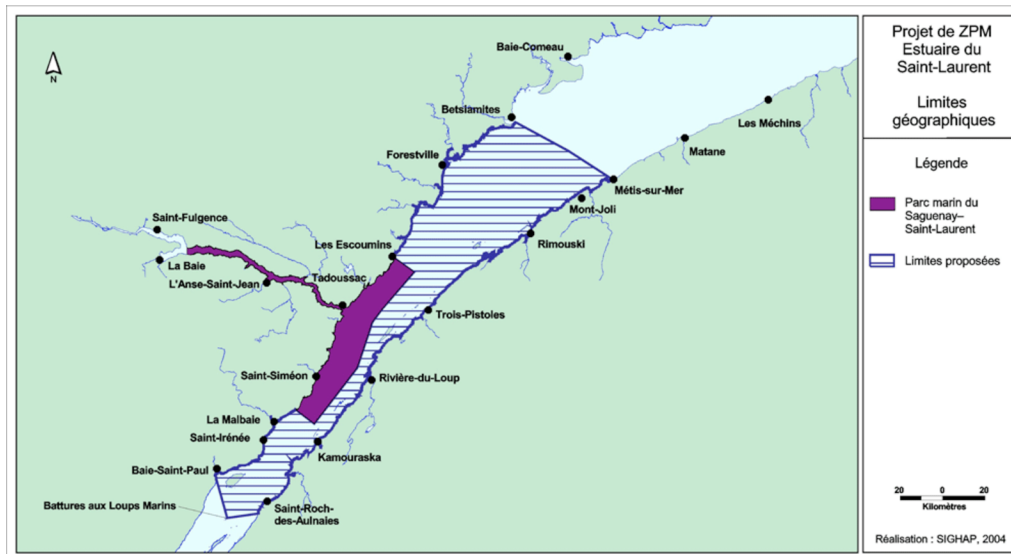 Projet de ZPM
Estuaire du
Saint-Laurent
Limites
géographiques
Légende
Parc marin du
Saguenay–
Saint-Laurent
Limites proposées
20 0 20
Kilomètres
Réalisation : SIGHAP, 2004
N
Baie-Comeau
Betsiamites
Les Méchins
Matane
Forestville
Métis-sur-Mer
Mont-Joli
Saint-Fulgence
Rimouski
Les Escoumins
La Baie
L'Anse-Saint-Jean
Tadoussac
Trois-Pistoles
Saint-Siméon
Rivière-du-Loup
La Malbaie
Saint-Irénée
Kamouraska
Baie-Saint-Paul
Battures aux Loups Marins
Saint-Roch-
des-Aulnaies